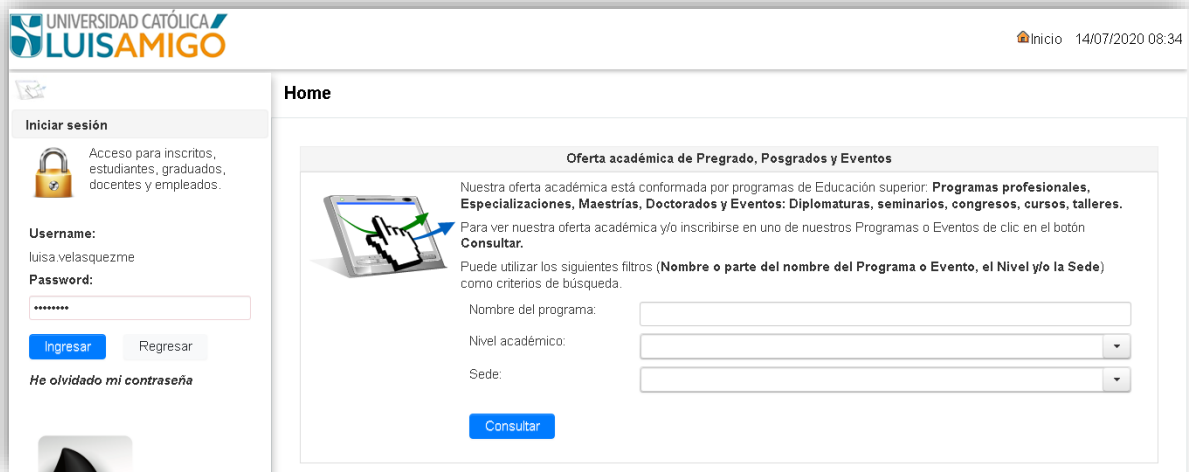 UNIVERSIDAD CATÓLICA
LUISAMIGÓ
Inicio 14/07/2020 08:34
Iniciar sesión
Acceso para inscritos,
estudiantes, graduados,
docentes y empleados.
Username:
luisa.velasquezme
Password:
••••••••
Ingresar Regresar
He olvidado mi contraseña
Home
Oferta académica de Pregrado, Posgrados y Eventos
Nuestra oferta académica está conformada por programas de Educación superior: Programas profesionales,
Especializaciones, Maestrías, Doctorados y Eventos: Diplomaturas, seminarios, congresos, cursos, talleres.
Para ver nuestra oferta académica y/o inscribirse en uno de nuestros Programas o Eventos de clic en el botón
Consultar.
Puede utilizar los siguientes filtros (Nombre o parte del nombre del Programa o Evento, el Nivel y/o la Sede)
como criterios de búsqueda.
Nombre del programa:
Nivel académico:
Sede:
Consultar